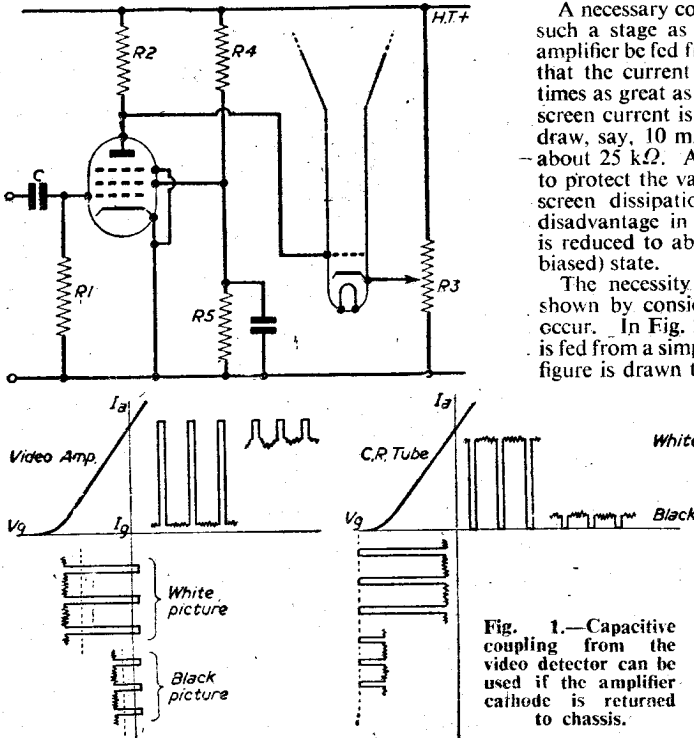 H.T.+
R2
R4
C
R1
R5
R3
A necessary co
such a stage as
amplifier be fed f
that the current
times as great as
screen current is
draw, say, 10 m
about 25 kΩ. A
to protect the va
screen dissipatio
disadvantage in
is reduced to ab
biased) state.
The necessity
shown by consid
occur. In Fig.
is fed from a simp
figure is drawn t
Ia
Video Amp.
Vg
Ig
White
picture
Black
picture
Ia
C.R. Tube
Vg
White
Black
Fig. 1.—Capacitive
coupling from the
video detector can be
used if the amplifier
cathode is returned
to chassis.